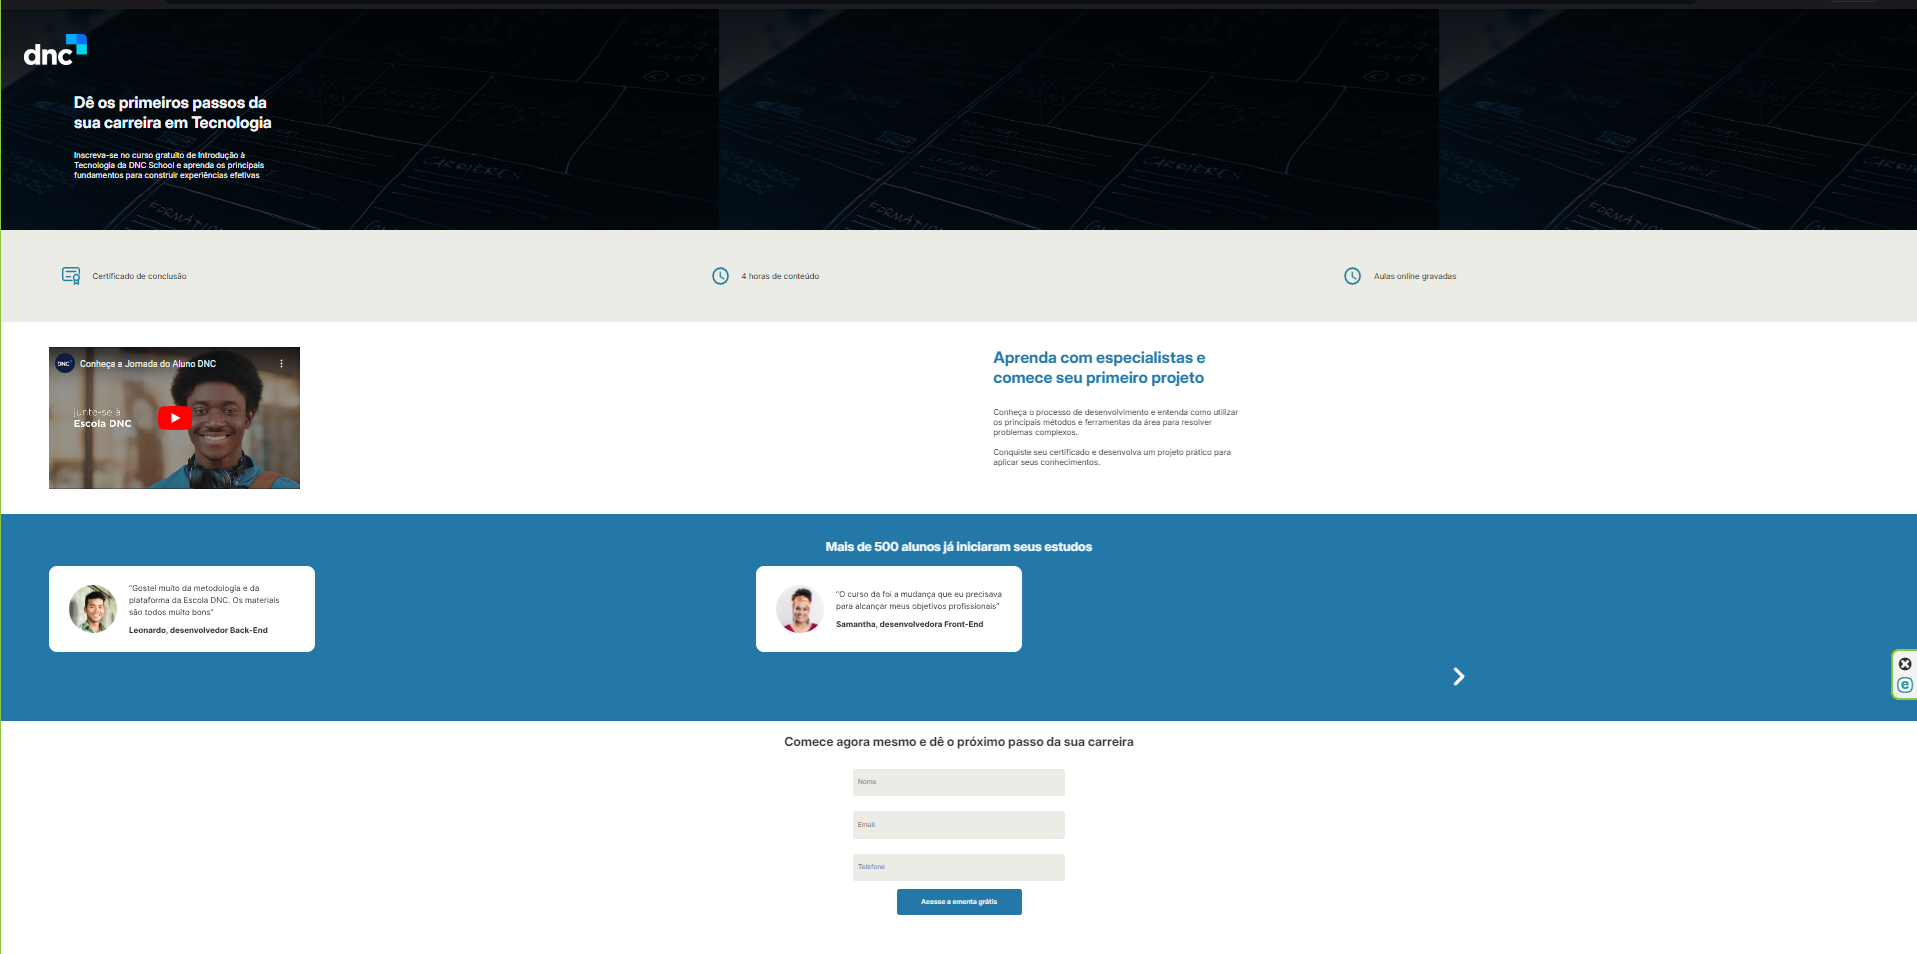 dnc
Dê os primeiros passos da
sua carreira em Tecnologia
Inscreva-se no curso gratuito de Introdução à
Tecnologia da DNC School e aprenda os principais
fundamentos para construir experiências efetivas
CARRIÈRES
CARRIÈRES
CARRIÈRES
FORMATION
FORMATION
FORMATION
Certificado de conclusão
4 horas de conteúdo
Aulas online gravadas
DNC
Conheça a Jornada do Aluno DNC
junte-se à
Escola DNC
Aprenda com especialistas e
comece seu primeiro projeto
Conheça o processo de desenvolvimento e entenda como utilizar
os principais métodos e ferramentas da área para resolver
problemas complexos.
Conquiste seu certificado e desenvolva um projeto prático para
aplicar seus conhecimentos.
Mais de 500 alunos já iniciaram seus estudos
“Gostei muito da metodologia e da
plataforma da Escola DNC. Os materiais
são todos muito bons”
Leonardo, desenvolvedor Back-End
“O curso da foi a mudança que eu precisava
para alcançar meus objetivos profissionais”
Samantha, desenvolvedora Front-End
Comece agora mesmo e dê o próximo passo da sua carreira
Nome
Email
Telefone
Acesse a ementa grátis